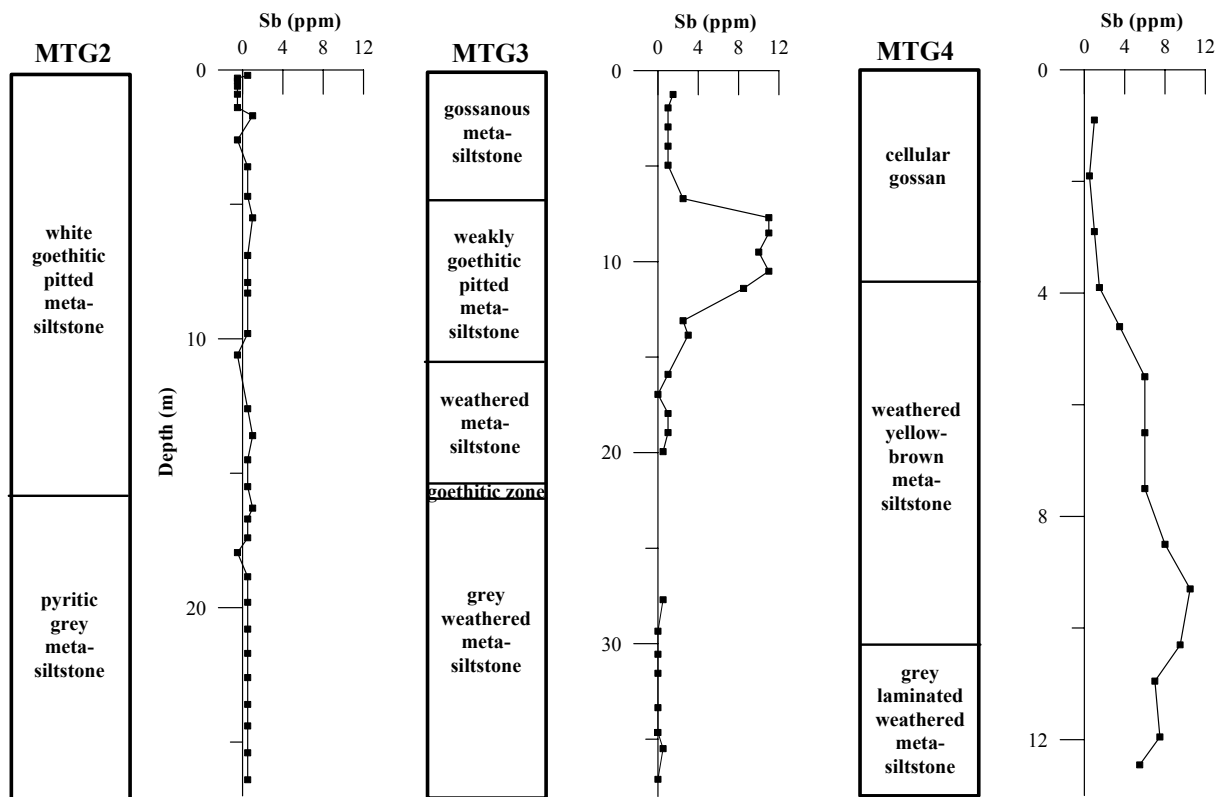 Sb (ppm)
MTG2
0 4 8 12
0
10
20
Depth (m)
white
goethitic
pitted
meta-
siltstone
pyritic
grey
meta-
siltstone
Sb (ppm)
MTG3
0 4 8 12
0
10
20
30
gossanous
meta-
siltstone
weakly
goethitic
pitted
meta-
siltstone
weathered
meta-
siltstone
goethitic zone
grey
weathered
meta-
siltstone
Sb (ppm)
MTG4
0 4 8 12
0
4
8
12
cellular
gossan
weathered
yellow-
brown
meta-
siltstone
grey
laminated
weathered
meta-
siltstone